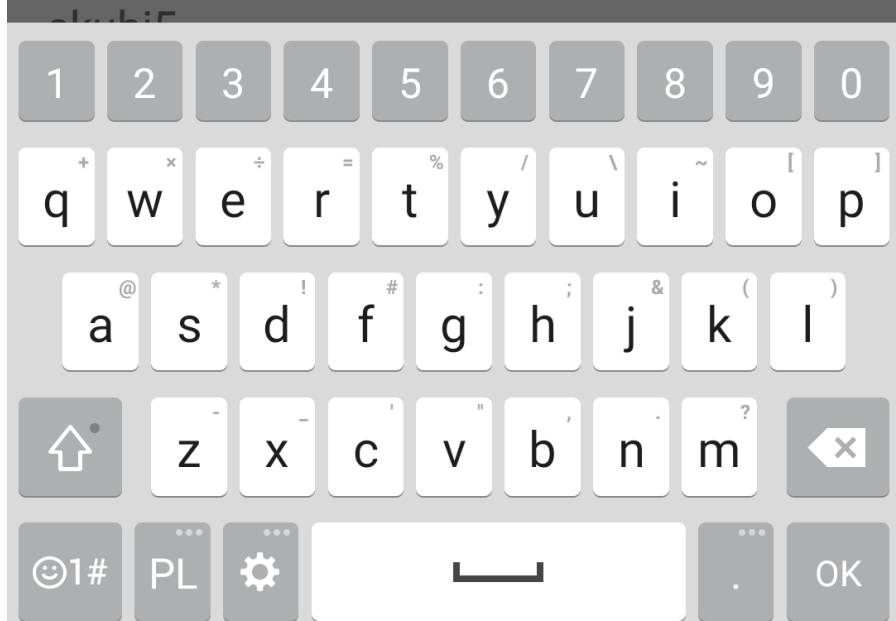 1 2 3 4 5 6 7 8 9 0
+ × ÷ = % / \ ~ [ ]
q w e r t y u i o p
@ * ! # : ; & ( )
a s d f g h j k l
- _ ' " , . ?
z x c v b n m
1# PL . OK